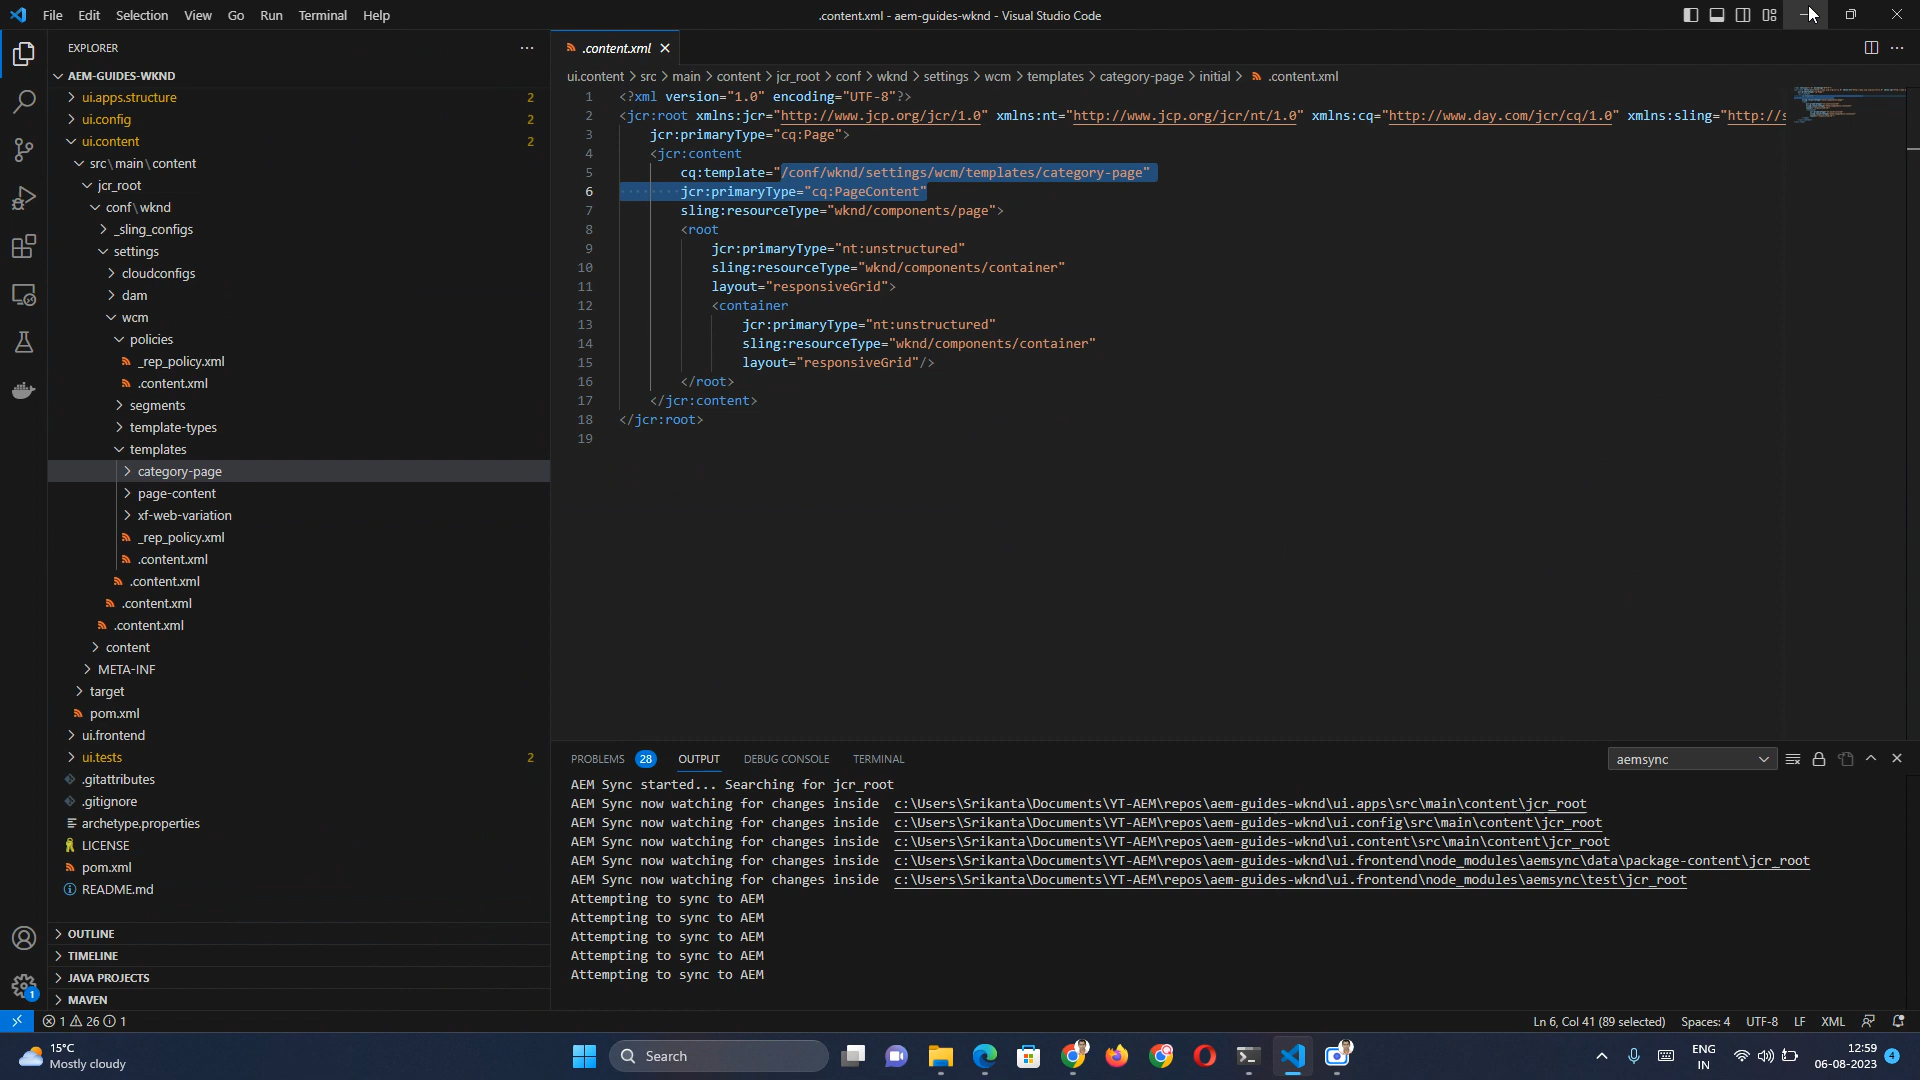 File Edit Selection View Go Run Terminal Help
.content.xml - aem-guides-wknd - Visual Studio Code
EXPLORER
AEM-GUIDES-WKND
ui.apps.structure 2
ui.config 2
ui.content 2
src\main\content
jcr_root
conf\wknd
_sling_configs
settings
cloudconfigs
dam
wcm
policies
_rep_policy.xml
.content.xml
segments
template-types
templates
category-page
page-content
xf-web-variation
_rep_policy.xml
.content.xml
.content.xml
.content.xml
.content.xml
content
META-INF
target
pom.xml
ui.frontend
ui.tests 2
.gitattributes
.gitignore
archetype.properties
LICENSE
pom.xml
README.md
OUTLINE
TIMELINE
JAVA PROJECTS
MAVEN
.content.xml
ui.content > src > main > content > jcr_root > conf > wknd > settings > wcm > templates > category-page > initial > .content.xml
1 <?xml version="1.0" encoding="UTF-8"?>
2 <jcr:root xmlns:jcr="http://www.jcp.org/jcr/1.0" xmlns:nt="http://www.jcp.org/jcr/nt/1.0" xmlns:cq="http://www.day.com/jcr/cq/1.0" xmlns:sling="http://s
3 jcr:primaryType="cq:Page">
4 <jcr:content
5 cq:template="/conf/wknd/settings/wcm/templates/category-page"
6 jcr:primaryType="cq:PageContent"
7 sling:resourceType="wknd/components/page">
8 <root
9 jcr:primaryType="nt:unstructured"
10 sling:resourceType="wknd/components/container"
11 layout="responsiveGrid">
12 <container
13 jcr:primaryType="nt:unstructured"
14 sling:resourceType="wknd/components/container"
15 layout="responsiveGrid"/>
16 </root>
17 </jcr:content>
18 </jcr:root>
19
PROBLEMS 28 OUTPUT DEBUG CONSOLE TERMINAL
aemsync
AEM Sync started... Searching for jcr_root
AEM Sync now watching for changes inside c:\Users\Srikanta\Documents\YT-AEM\repos\aem-guides-wknd\ui.apps\src\main\content\jcr_root
AEM Sync now watching for changes inside c:\Users\Srikanta\Documents\YT-AEM\repos\aem-guides-wknd\ui.config\src\main\content\jcr_root
AEM Sync now watching for changes inside c:\Users\Srikanta\Documents\YT-AEM\repos\aem-guides-wknd\ui.content\src\main\content\jcr_root
AEM Sync now watching for changes inside c:\Users\Srikanta\Documents\YT-AEM\repos\aem-guides-wknd\ui.frontend\node_modules\aemsync\data\package-content\jcr_root
AEM Sync now watching for changes inside c:\Users\Srikanta\Documents\YT-AEM\repos\aem-guides-wknd\ui.frontend\node_modules\aemsync\test\jcr_root
Attempting to sync to AEM
Attempting to sync to AEM
Attempting to sync to AEM
Attempting to sync to AEM
Attempting to sync to AEM
1
1 26 1
Ln 6, Col 41 (89 selected) Spaces: 4 UTF-8 LF XML
15°C
Mostly cloudy
Search
ENG
IN
12:59
06-08-2023
4